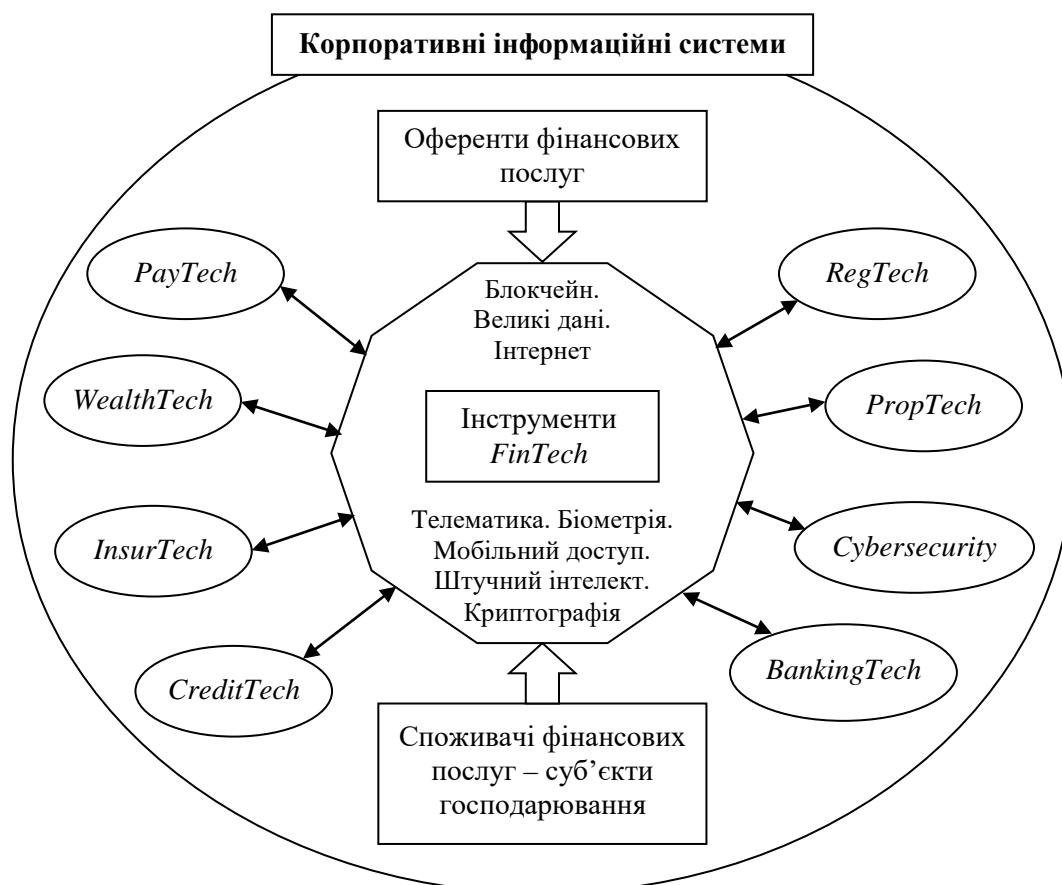 Корпоративні інформаційні системи
Оференти фінансових
послуг
PayTech
RegTech
Блокчейн.
Великі дані.
Інтернет
WealthTech
PropTech
Інструменти
FinTech
InsurTech
Cybersecurity
Телематика. Біометрія.
Мобільний доступ.
Штучний інтелект.
Криптографія
CreditTech
BankingTech
Споживачі фінансових
послуг – суб’єкти
господарювання